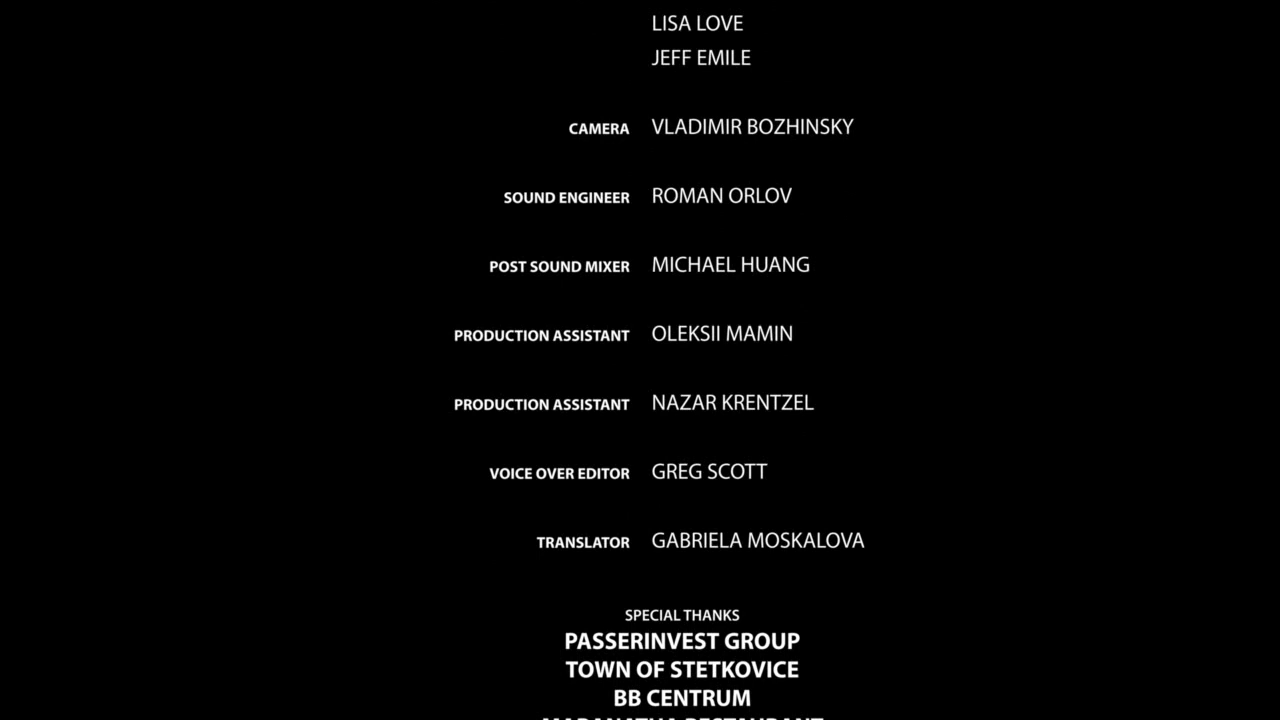 LISA LOVE
JEFF EMILE
CAMERA VLADIMIR BOZHINSKY
SOUND ENGINEER ROMAN ORLOV
POST SOUND MIXER MICHAEL HUANG
PRODUCTION ASSISTANT OLEKSII MAMIN
PRODUCTION ASSISTANT NAZAR KRENTZEL
VOICE OVER EDITOR GREG SCOTT
TRANSLATOR GABRIELA MOSKALOVA
SPECIAL THANKS
PASSERINVEST GROUP
TOWN OF STETKOVICE
BB CENTRUM